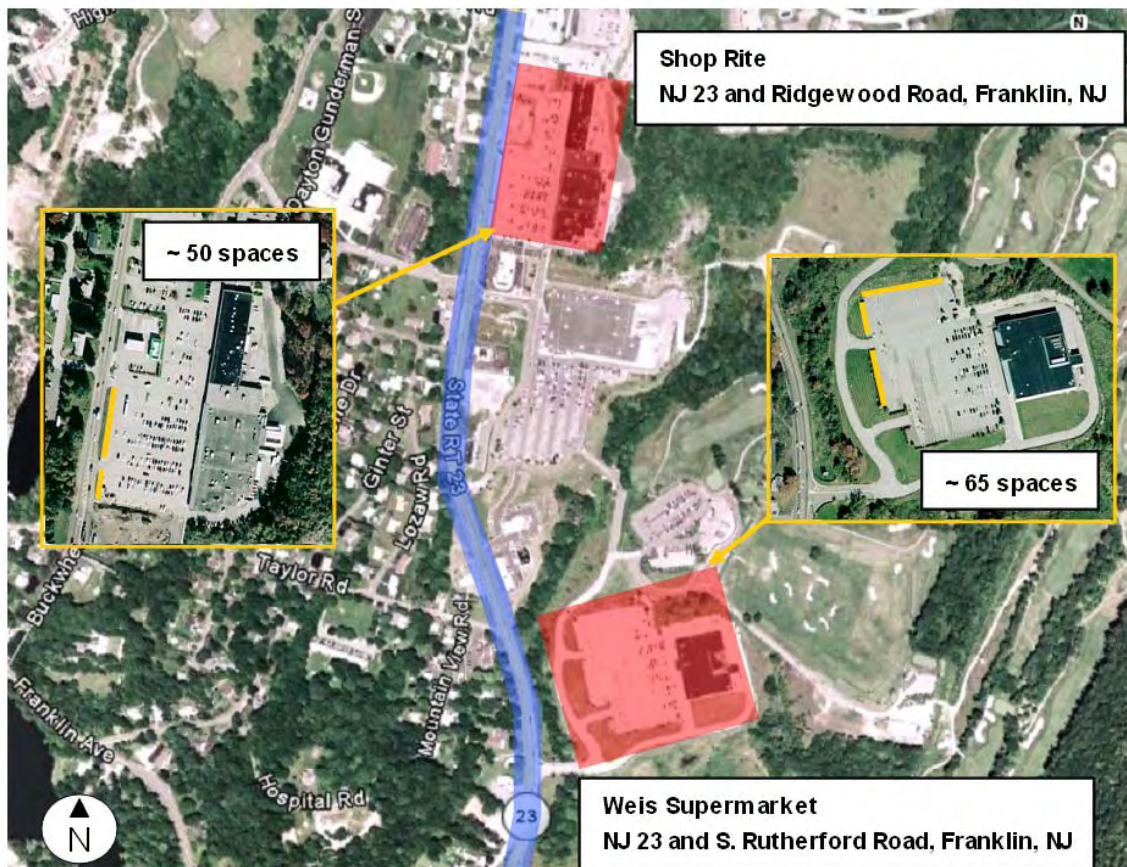 Shop Rite
NJ 23 and Ridgewood Road, Franklin, NJ
N
Dayton Gunderman S
~ 50 spaces
~ 65 spaces
State RT 23
Ginter St
Lozaw Rd
Taylor Rd
Buckwhe
Mountain View Rd
Franklin Ave
Hospital Rd
23
N
Weis Supermarket
NJ 23 and S. Rutherford Road, Franklin, NJ